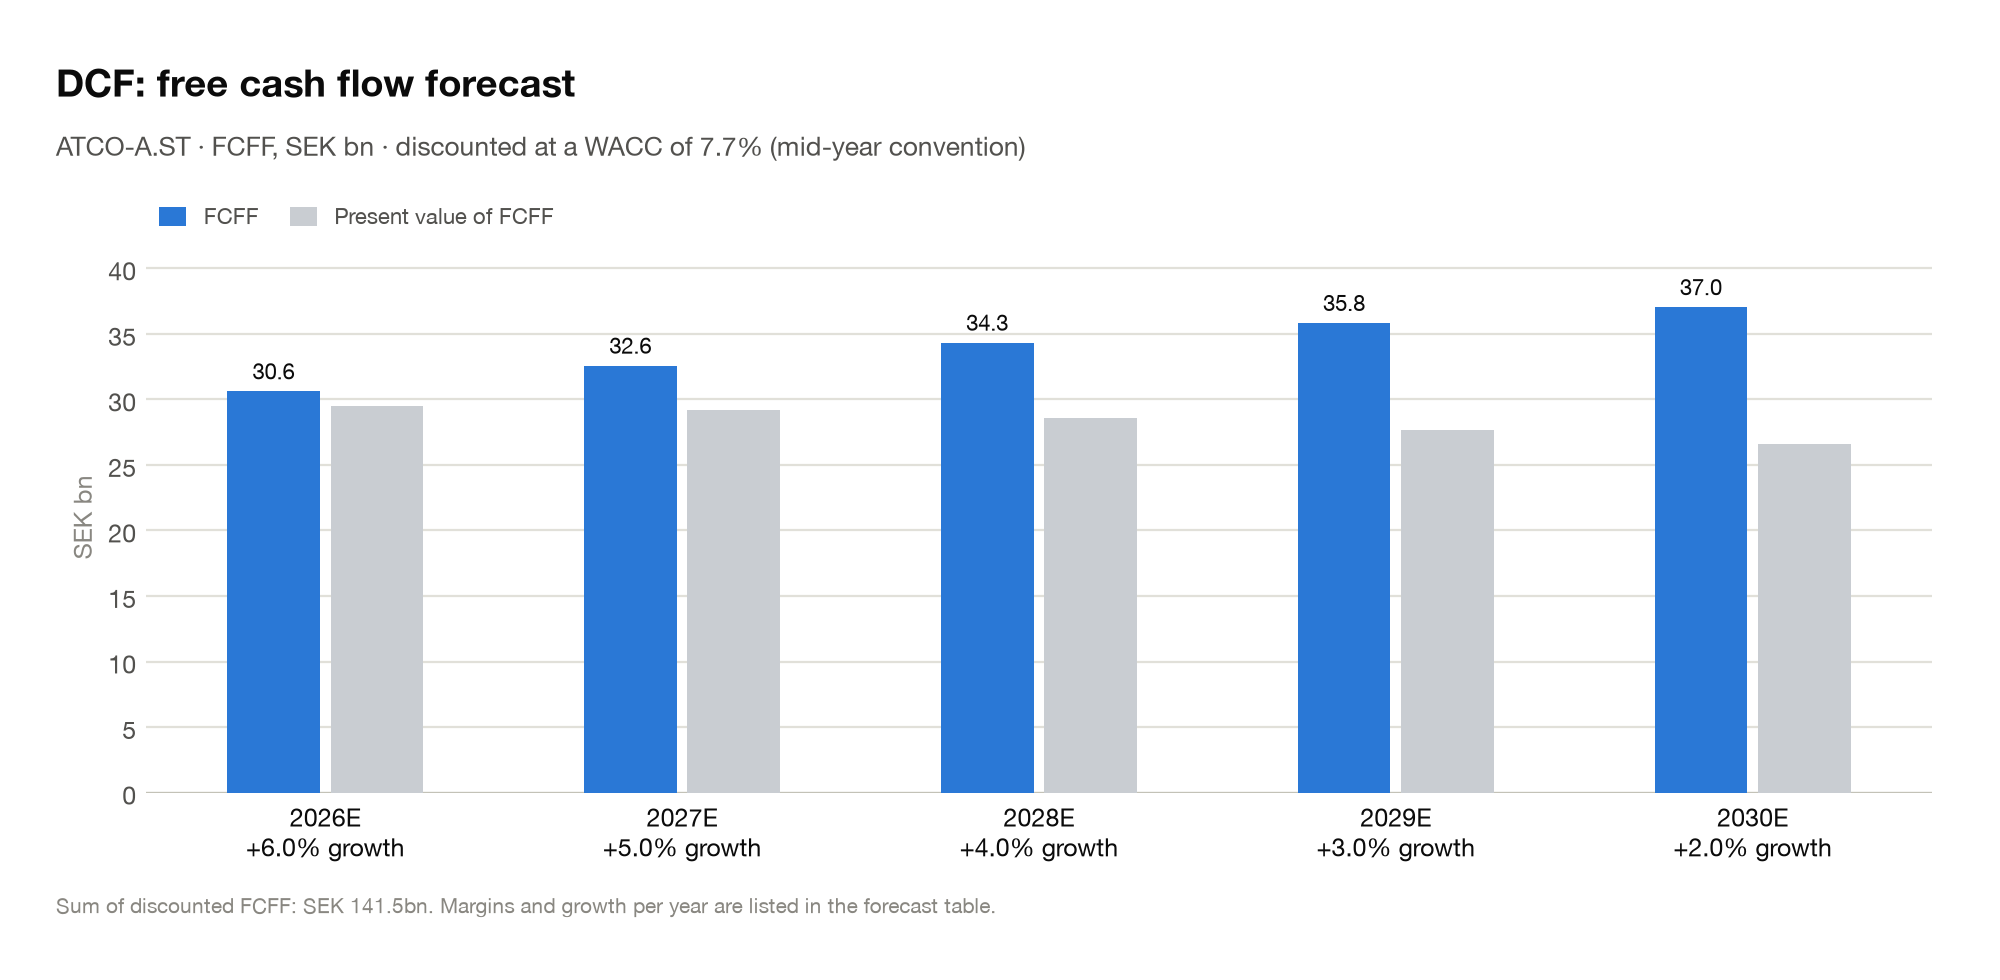 DCF: free cash flow forecast
ATCO-A.ST · FCFF, SEK bn · discounted at a WACC of 7.7% (mid-year convention)
FCFF Present value of FCFF
40
35
30
25
20
15
10
5
0
SEK bn
30.6
32.6
34.3
35.8
37.0
2026E 2027E 2028E 2029E 2030E
+6.0% growth +5.0% growth +4.0% growth +3.0% growth +2.0% growth
Sum of discounted FCFF: SEK 141.5bn. Margins and growth per year are listed in the forecast table.